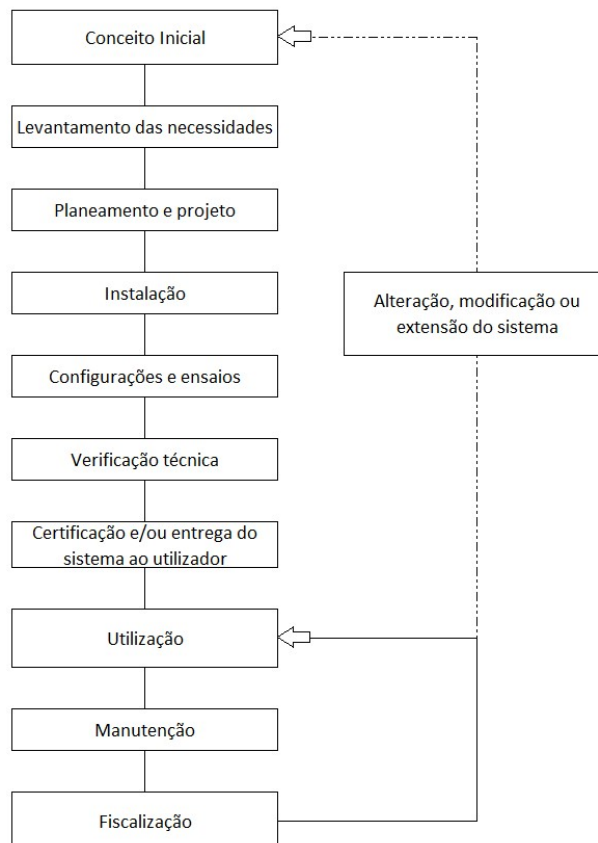 Conceito Inicial
Levantamento das necessidades
Planeamento e projeto
Instalação
Alteração, modificação ou
extensão do sistema
Configurações e ensaios
Verificação técnica
Certificação e/ou entrega do
sistema ao utilizador
Utilização
Manutenção
Fiscalização